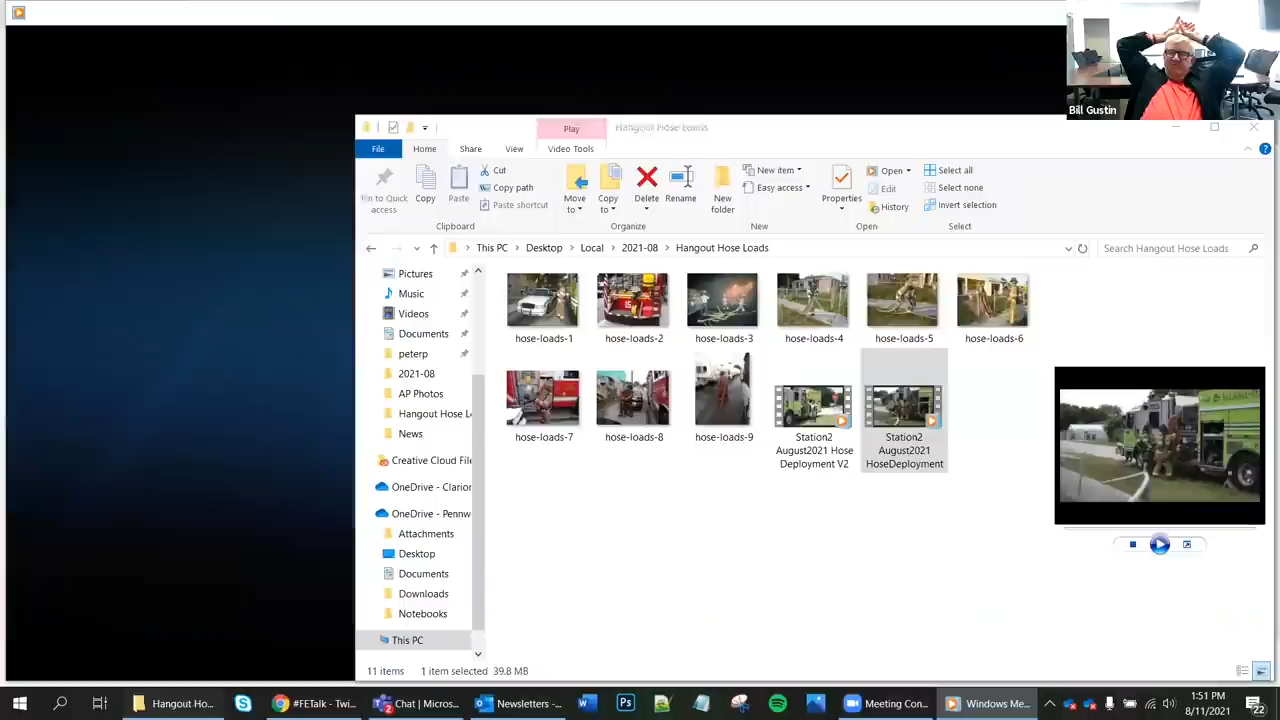 Bill Gustin
Play
Hangout Hose Loads
File
Home
Share
View
Video Tools
Pin to Quick
access
Copy
Paste
Cut
Copy path
Paste shortcut
Clipboard
Move
to
Copy
to
Delete
Rename
Organize
New
folder
New item
Easy access
New
Properties
Open
Edit
History
Open
Select all
Select none
Invert selection
Select
This PC
Desktop
Local
2021-08
Hangout Hose Loads
Search Hangout Hose Loads
Pictures
Music
Videos
Documents
peterp
2021-08
AP Photos
Hangout Hose L
News
Creative Cloud File
OneDrive - Clarion
OneDrive - Pennw
Attachments
Desktop
Documents
Downloads
Notebooks
This PC
hose-loads-1
hose-loads-2
hose-loads-3
hose-loads-4
hose-loads-5
hose-loads-6
hose-loads-7
hose-loads-8
hose-loads-9
Station2
August2021 Hose
Deployment V2
Station2
August2021
HoseDeployment
11 items
1 item selected 39.8 MB
Hangout Ho...
#FETalk - Twi...
Chat | Micros...
Newsletters -...
Meeting Con...
Windows Me...
1:51 PM
8/11/2021
22